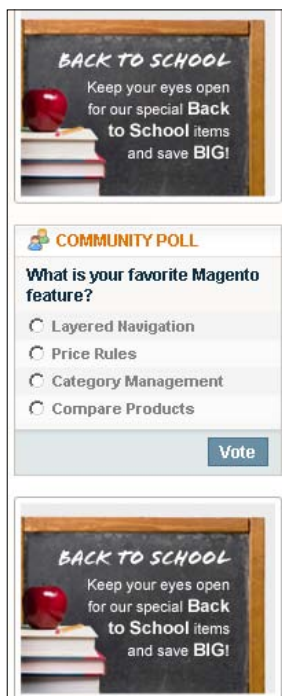 BACK TO SCHOOL
Keep your eyes open
for our special Back
to School items
and save BIG!
COMMUNITY POLL
What is your favorite Magento
feature?
Layered Navigation
Price Rules
Category Management
Compare Products
Vote
BACK TO SCHOOL
Keep your eyes open
for our special Back
to School items
and save BIG!